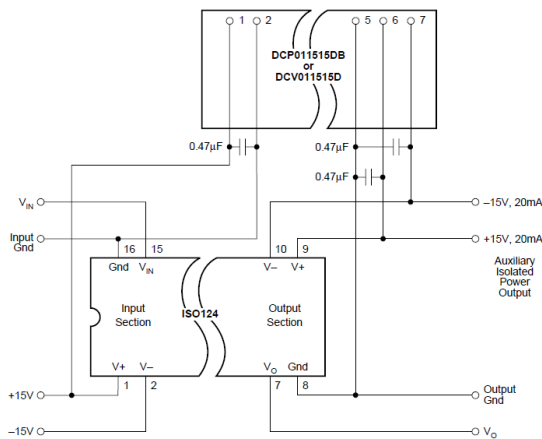 1 2 5 6 7
DCP011515DB
or
DCV011515D
0.47μF 0.47μF
0.47μF
V_IN –15V, 20mA
Input
Gnd
16 15 10 9
+15V, 20mA
Gnd V_IN V– V+
Auxiliary
Isolated
Power
Output
Input
Section
ISO124
Output
Section
V+ V– V_O Gnd
1 2 7 8
+15V
Output
Gnd
–15V V_O